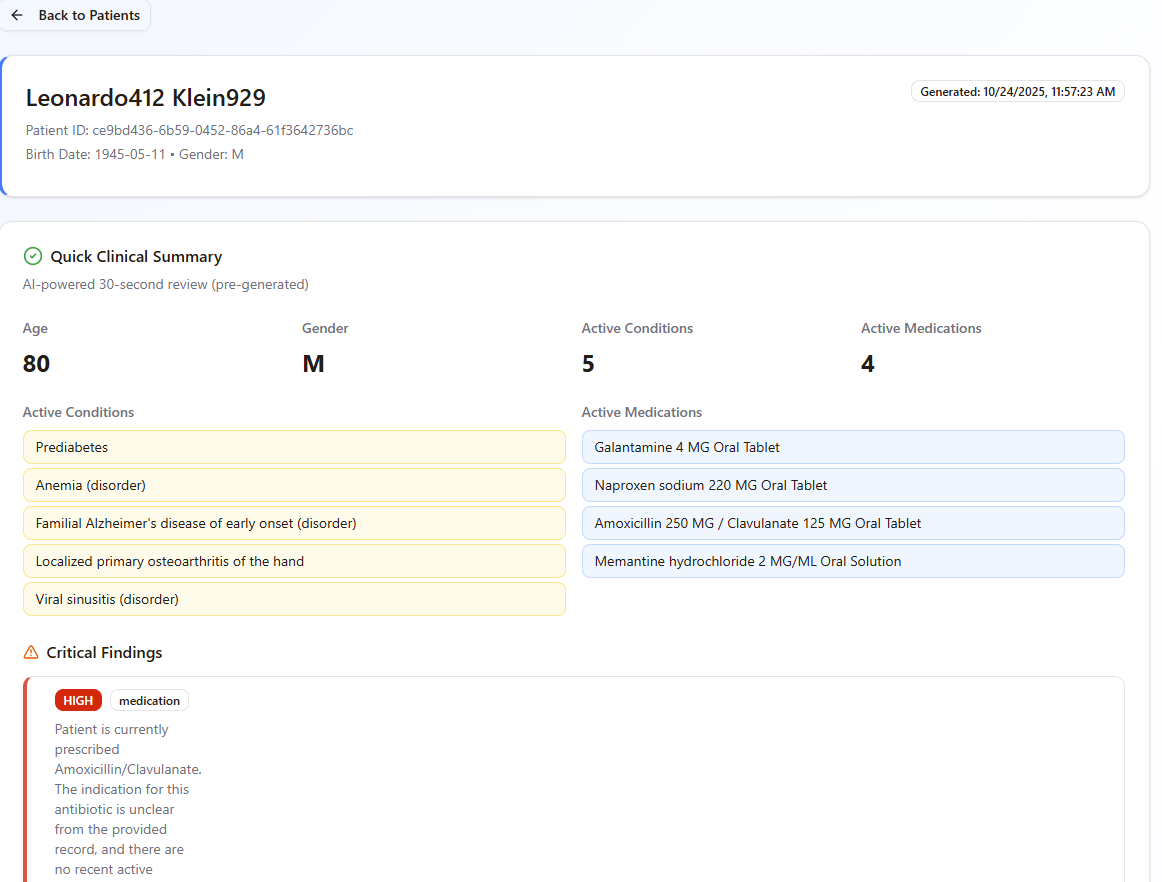 Back to Patients
Leonardo412 Klein929
Generated: 10/24/2025, 11:57:23 AM
Patient ID: ce9bd436-6b59-0452-86a4-61f3642736bc
Birth Date: 1945-05-11 • Gender: M
Quick Clinical Summary
AI-powered 30-second review (pre-generated)
Age
80
Gender
M
Active Conditions
5
Active Medications
4
Active Conditions
Prediabetes
Anemia (disorder)
Familial Alzheimer's disease of early onset (disorder)
Localized primary osteoarthritis of the hand
Viral sinusitis (disorder)
Active Medications
Galantamine 4 MG Oral Tablet
Naproxen sodium 220 MG Oral Tablet
Amoxicillin 250 MG / Clavulanate 125 MG Oral Tablet
Memantine hydrochloride 2 MG/ML Oral Solution
Critical Findings
HIGH medication
Patient is currently
prescribed
Amoxicillin/Clavulanate.
The indication for this
antibiotic is unclear
from the provided
record, and there are
no recent active